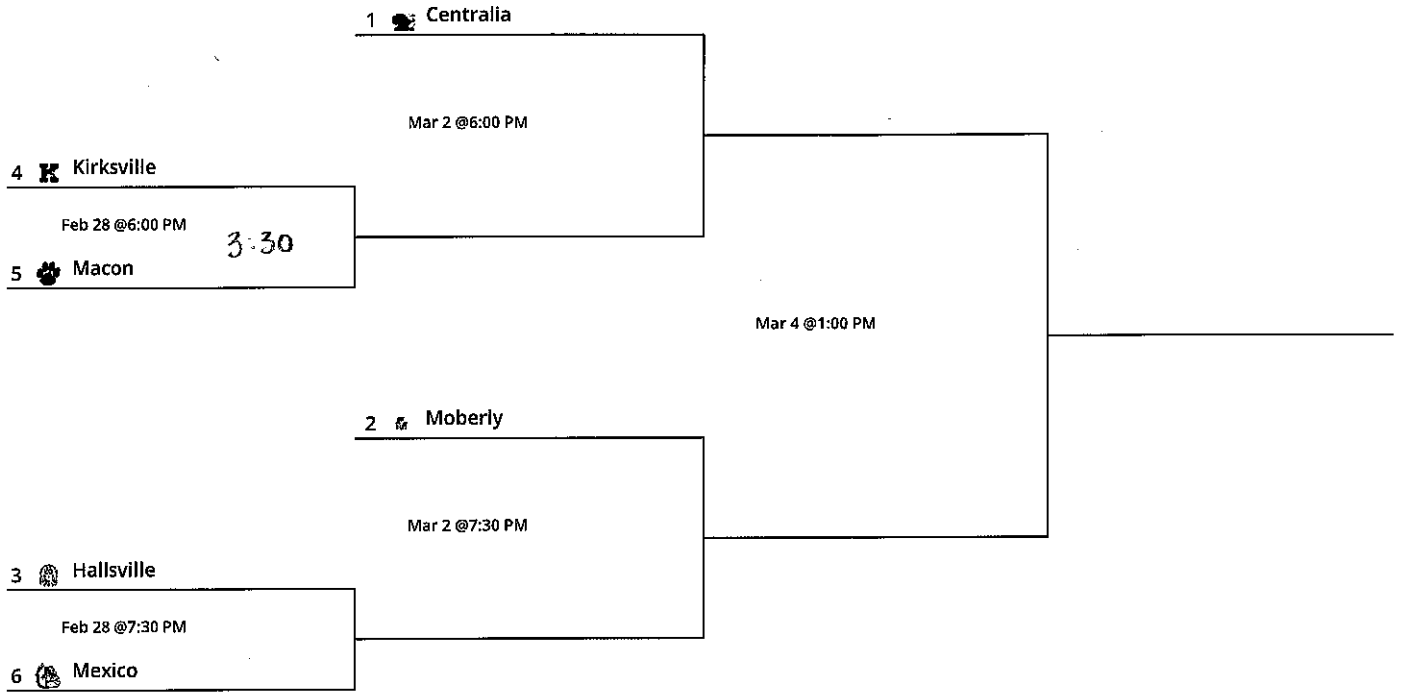 1 Centralia
Mar 2 @6:00 PM
4 K Kirksville
Feb 28 @6:00 PM
3:30
5 Macon
Mar 4 @1:00 PM
2 M Moberly
Mar 2 @7:30 PM
3 Hallsville
Feb 28 @7:30 PM
6 Mexico